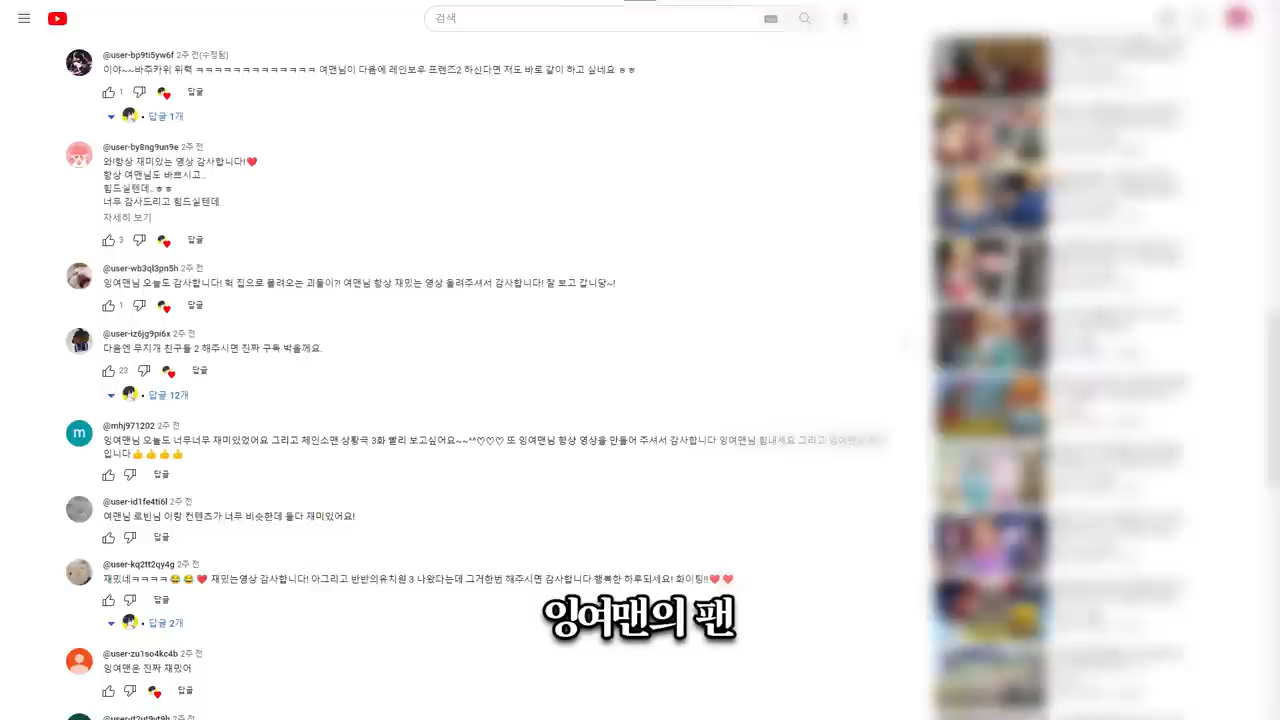 검색
@user-bp9ti5yw6f 2주 전(수정됨)
이야~~바주카위 위력 ㅋㅋㅋㅋㅋㅋㅋㅋㅋㅋㅋㅋㅋ 여맨님이 다음에 레인보우 프렌즈2 하신다면 저도 바로 같이 하고 싶네요 ㅎㅎ
1 답글
답글 1개
@user-by8ng9un9e 2주 전
와!항상 재미있는 영상 감사합니다!❤️
항상 여맨님도 바쁘시고..
힘드실텐데..ㅎㅎ
너무 감사드리고 힘드실텐데..
자세히 보기
3 답글
@user-wb3ql3pn5h 2주 전
잉여맨님 오늘도 감사합니다! 헉 집으로 몰려오는 괴물이?! 여맨님 항상 재밌는 영상 올려주셔서 감사합니다! 잘 보고 갑니당~!
1 답글
@user-iz6jg9pi6x 2주 전
다음엔 무지개 친구들 2 해주시면 진짜 구독 박을께요.
23 답글
답글 12개
m
@mhj971202 2주 전
잉여맨님 오늘도 너무너무 재미있었어요 그리고 체인소맨 상황극 3화 빨리 보고싶어요~~^^♡♡♡ 또 잉여맨님 항상 영상을 만들어 주셔서 감사합니다 잉여맨님 힘내세요 그리고 잉여맨님
입니다👍👍👍👍
답글
@user-id1fe4ti6l 2주 전
여맨님 로빈님 이랑 컨텐츠가 너무 비슷한데 둘다 재미있어요!
답글
@user-kq2tt2qy4g 2주 전
재밌네ㅋㅋㅋㅋ😂😂❤️ 재밌는영상 감사합니다! 아그리고 반반의유치원 3 나왔다는데 그거한번 해주시면 감사합니다 행복한 하루되세요! 화이팅!!❤️❤️
답글
답글 2개
잉여맨의 팬
@user-zu1so4kc4b 2주 전
잉여맨은 진짜 재밌어
답글
@user-jt2ut9yt9h 2주 전